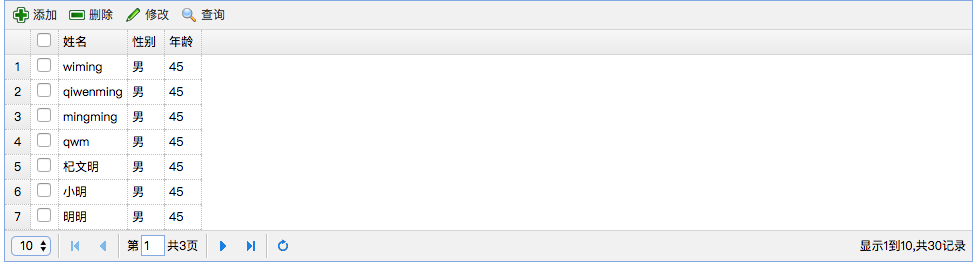 添加 删除 修改 查询
姓名 性别 年龄
1 wiming 男 45
2 qiwenming 男 45
3 mingming 男 45
4 qwm 男 45
5 杞文明 男 45
6 小明 男 45
7 明明 男 45
10 第 1 共3页 显示1到10,共30记录